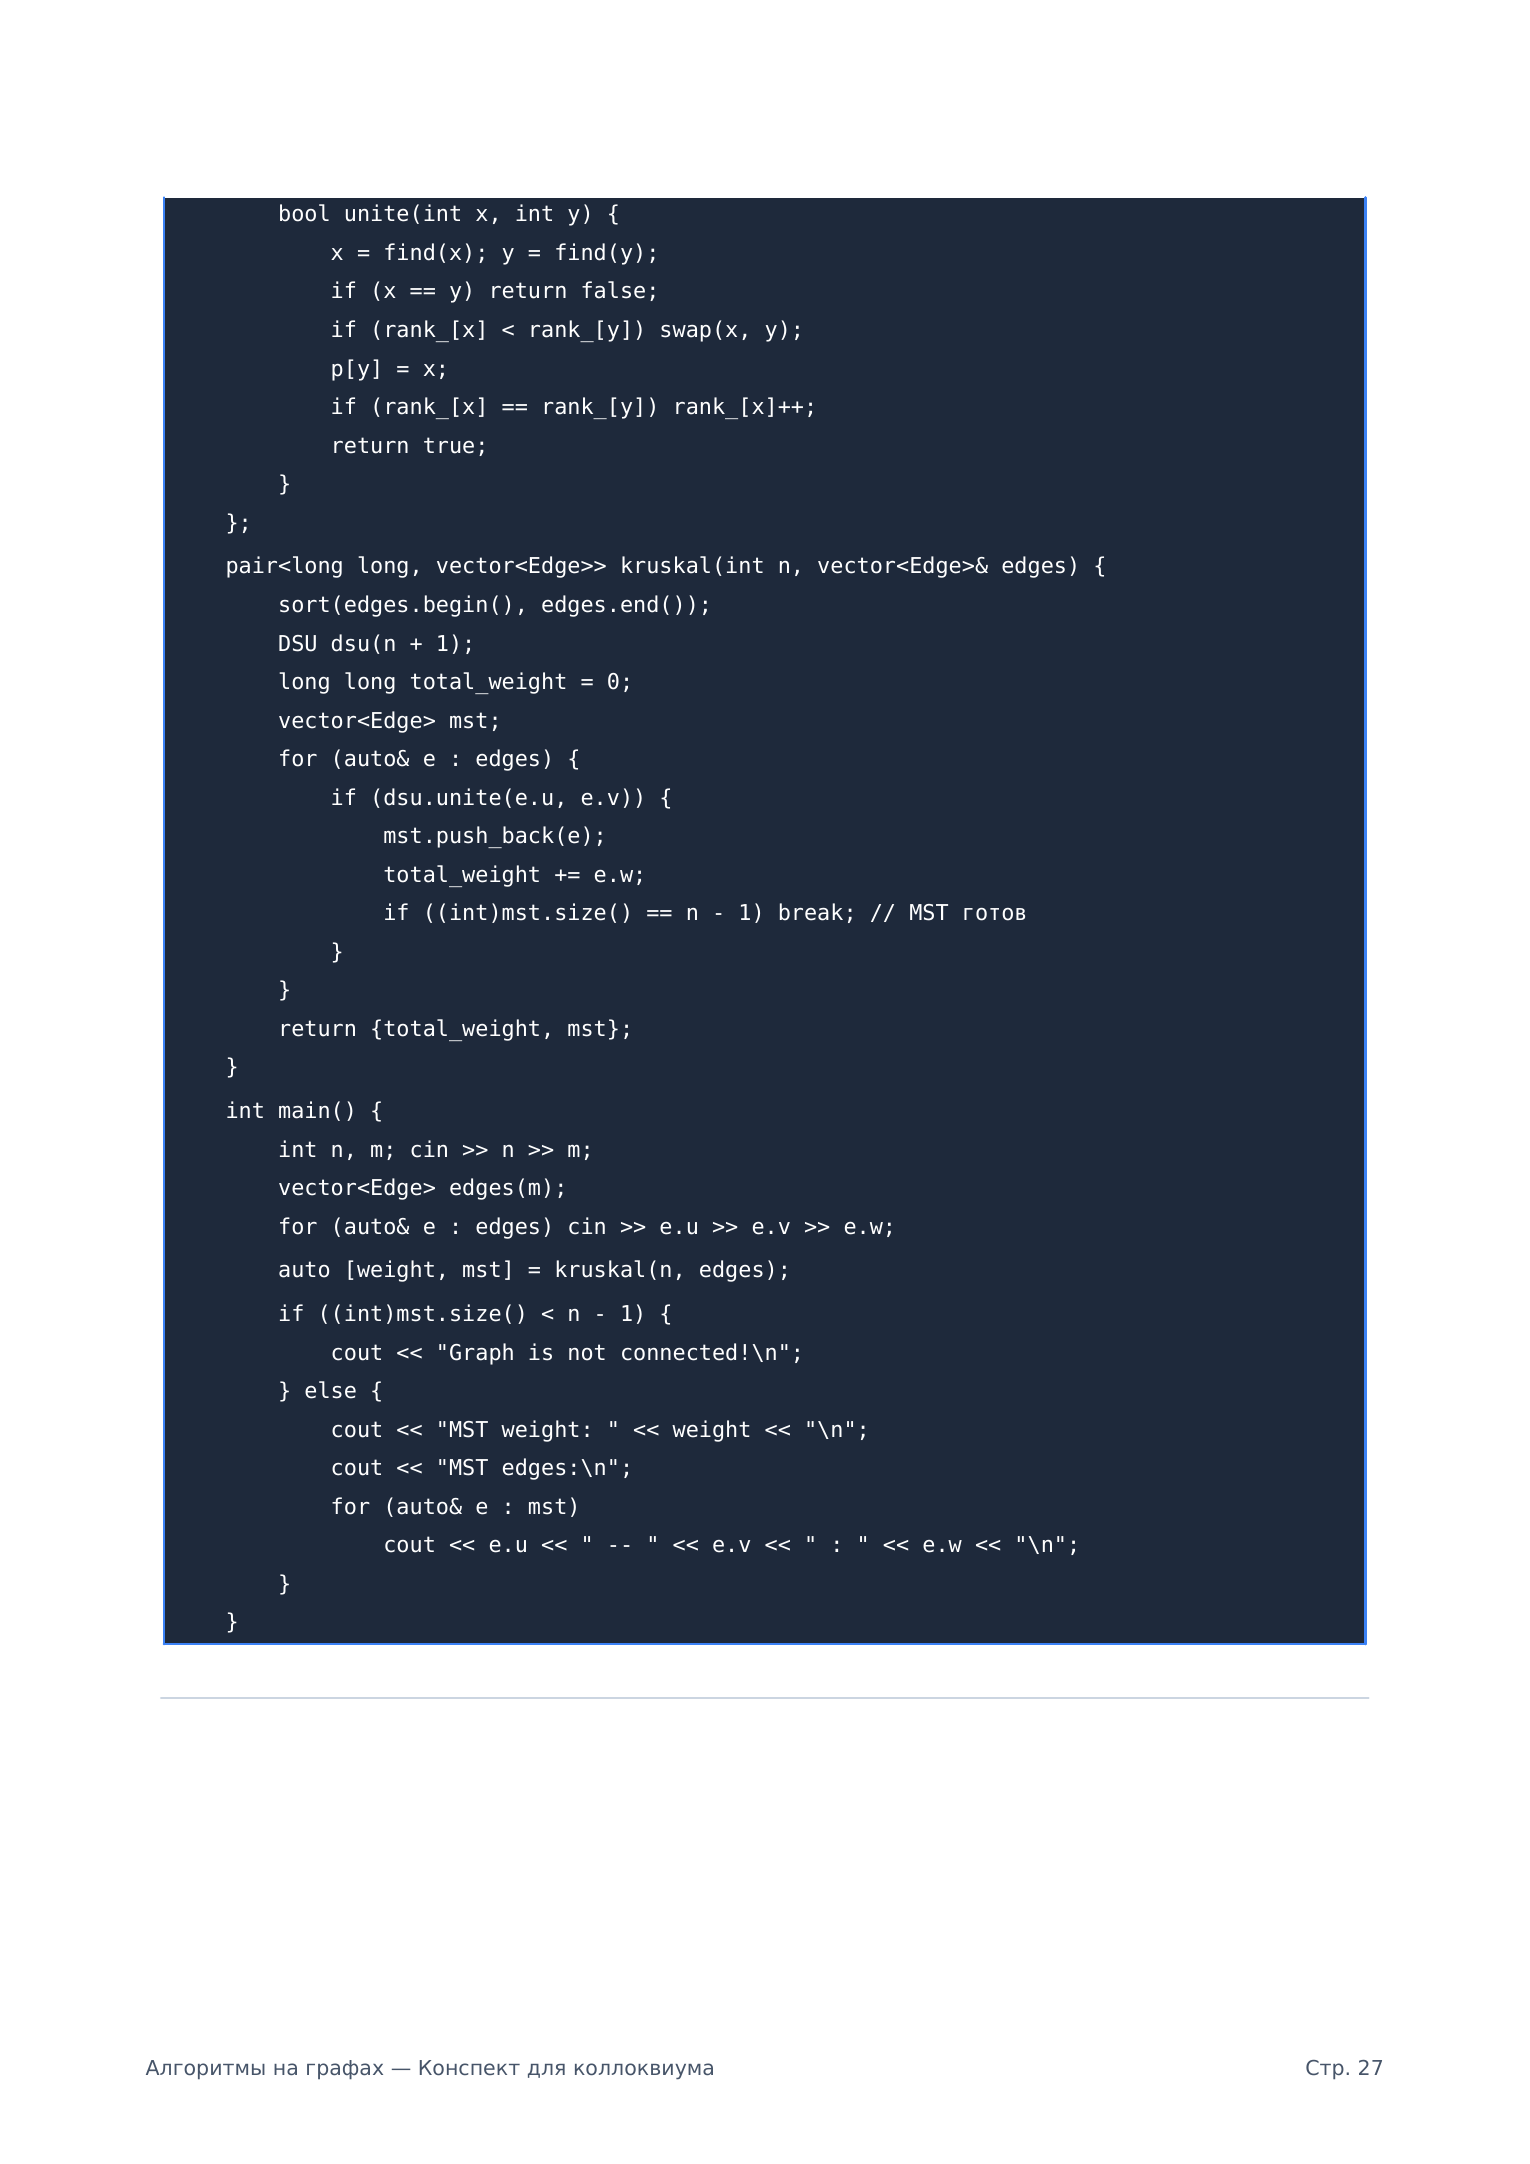 bool unite(int x, int y) {
        x = find(x); y = find(y);
        if (x == y) return false;
        if (rank_[x] < rank_[y]) swap(x, y);
        p[y] = x;
        if (rank_[x] == rank_[y]) rank_[x]++;
        return true;
    }
};
pair<long long, vector<Edge>> kruskal(int n, vector<Edge>& edges) {
    sort(edges.begin(), edges.end());
    DSU dsu(n + 1);
    long long total_weight = 0;
    vector<Edge> mst;
    for (auto& e : edges) {
        if (dsu.unite(e.u, e.v)) {
            mst.push_back(e);
            total_weight += e.w;
            if ((int)mst.size() == n - 1) break; // MST готов
        }
    }
    return {total_weight, mst};
}
int main() {
    int n, m; cin >> n >> m;
    vector<Edge> edges(m);
    for (auto& e : edges) cin >> e.u >> e.v >> e.w;
    auto [weight, mst] = kruskal(n, edges);
    if ((int)mst.size() < n - 1) {
        cout << "Graph is not connected!\n";
    } else {
        cout << "MST weight: " << weight << "\n";
        cout << "MST edges:\n";
        for (auto& e : mst)
            cout << e.u << " -- " << e.v << " : " << e.w << "\n";
    }
}
Алгоритмы на графах — Конспект для коллоквиума
Стр. 27